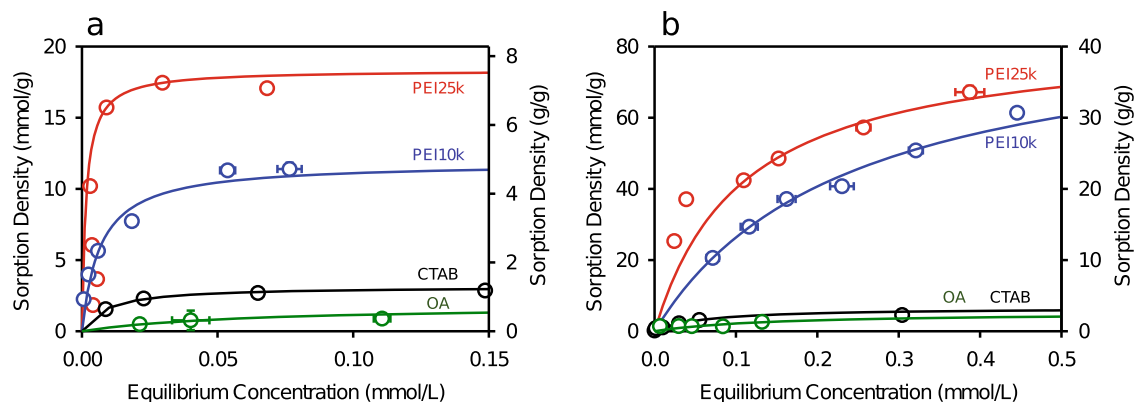 a
20
15
10
5
0
Sorption Density (mmol/g)
8
6
4
2
0
Sorption Density (g/g)
PEI25k
PEI10k
CTAB
OA
0.00
0.05
0.10
0.15
Equilibrium Concentration (mmol/L)
b
80
60
40
20
0
Sorption Density (mmol/g)
40
30
20
10
0
Sorption Density (g/g)
PEI25k
PEI10k
OA
CTAB
0.0
0.1
0.2
0.3
0.4
0.5
Equilibrium Concentration (mmol/L)